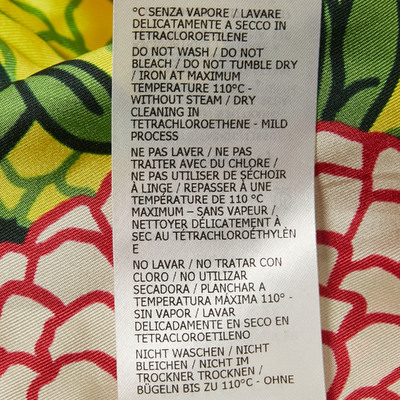 °C SENZA VAPORE / LAVARE
DELICATAMENTE A SECCO IN
TETRACLOROETILENE
DO NOT WASH / DO NOT
BLEACH / DO NOT TUMBLE DRY
/ IRON AT MAXIMUM
TEMPERATURE 110°C -
WITHOUT STEAM / DRY
CLEANING IN
TETRACHLOROETHENE - MILD
PROCESS
NE PAS LAVER / NE PAS
TRAITER AVEC DU CHLORE /
NE PAS UTILISER DE SÉCHOIR
À LINGE / REPASSER À UNE
TEMPÉRATURE DE 110 °C
MAXIMUM – SANS VAPEUR /
NETTOYER DÉLICATEMENT À
SEC AU TÉTRACHLOROÉTHYLÈN
E
NO LAVAR / NO TRATAR CON
CLORO / NO UTILIZAR
SECADORA / PLANCHAR A
TEMPERATURA MÀXIMA 110° -
SIN VAPOR / LAVAR
DELICADAMENTE EN SECO EN
TETRACLOROETILENO
NICHT WASCHEN / NICHT
BLEICHEN / NICHT IM
TROCKNER TROCKNEN /
BÜGELN BIS ZU 110°C - OHNE